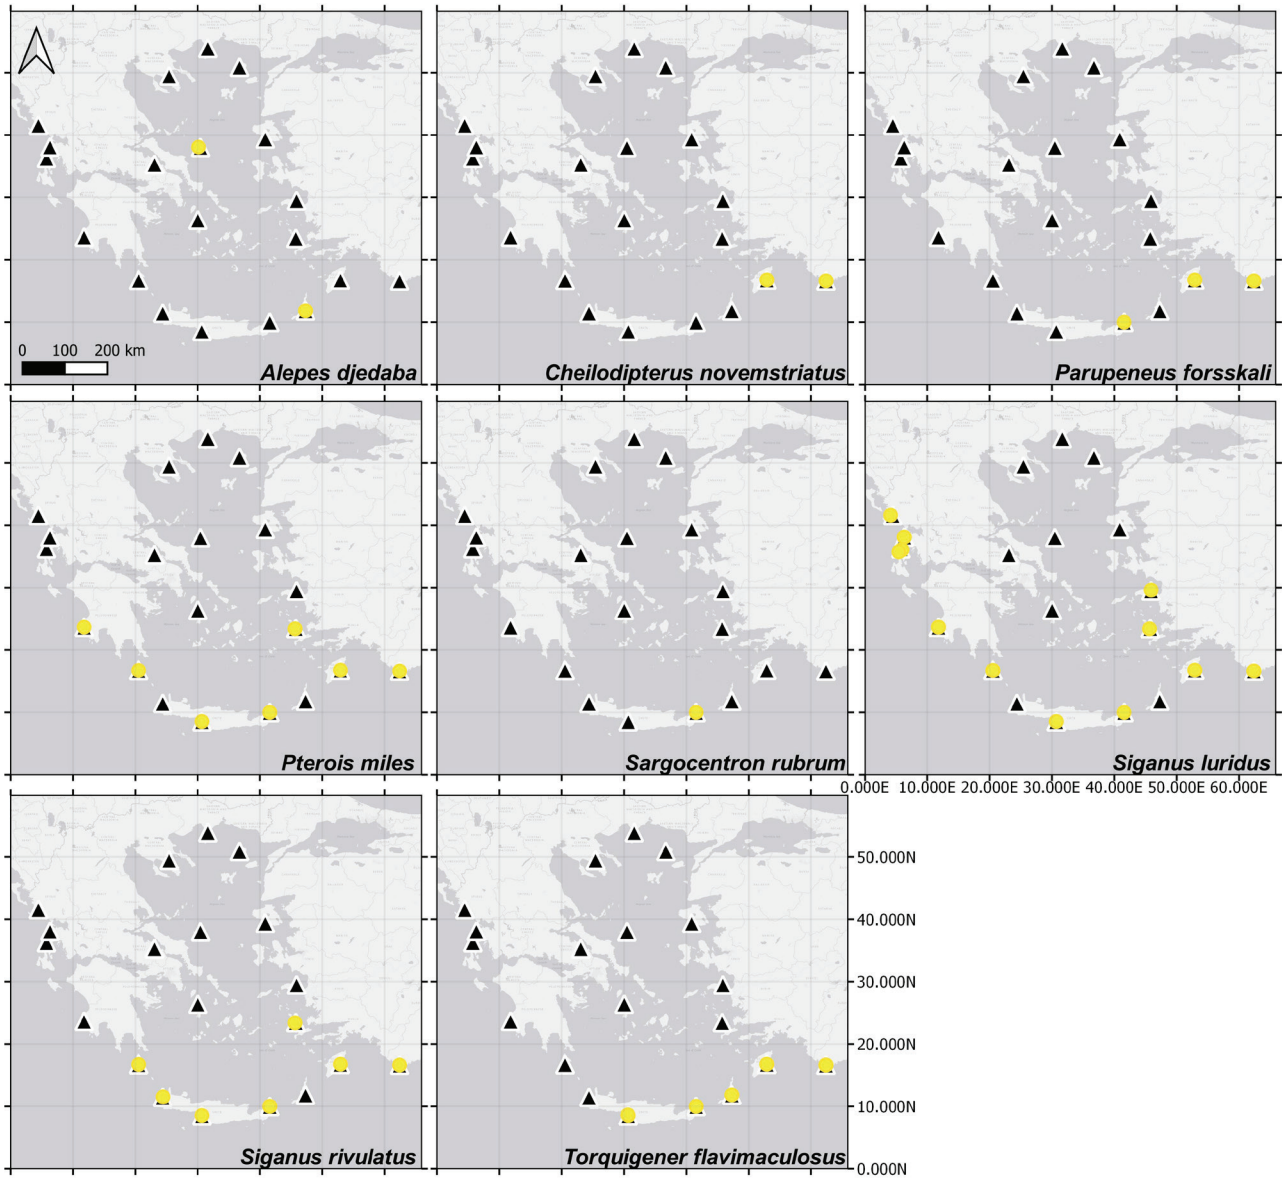 0 100 200 km
Alepes djedaba
Cheilodipterus novemstriatus
Parupeneus forsskali
Pterois miles
Sargocentron rubrum
Siganus luridus
0.000E 10.000E 20.000E 30.000E 40.000E 50.000E 60.000E
50.000N
40.000N
30.000N
20.000N
10.000N
0.000N
Siganus rivulatus
Torquigener flavimaculosus